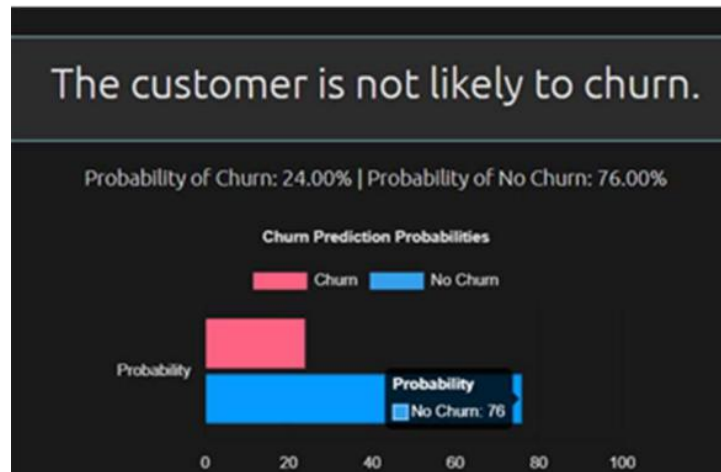 The customer is not likely to churn.
Probability of Churn: 24.00% | Probability of No Churn: 76.00%
Churn Prediction Probabilities
Churn No Churn
Probability
Probability
No Churn: 76
0 20 40 60 80 100